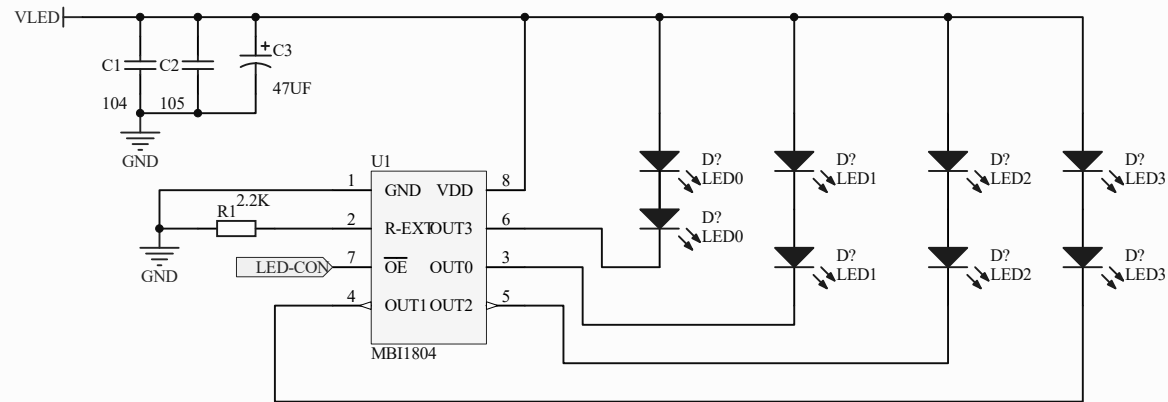 VLED
C1
C2
+
C3
104
105
47UF
GND
U1
1
GND
VDD
8
R1
2.2K
2
R-EXT
OUT3
6
GND
LED-CON
7
OE
OUT0
3
4
OUT1
OUT2
5
MBI1804
D?
LED0
D?
LED0
D?
LED1
D?
LED1
D?
LED2
D?
LED2
D?
LED3
D?
LED3